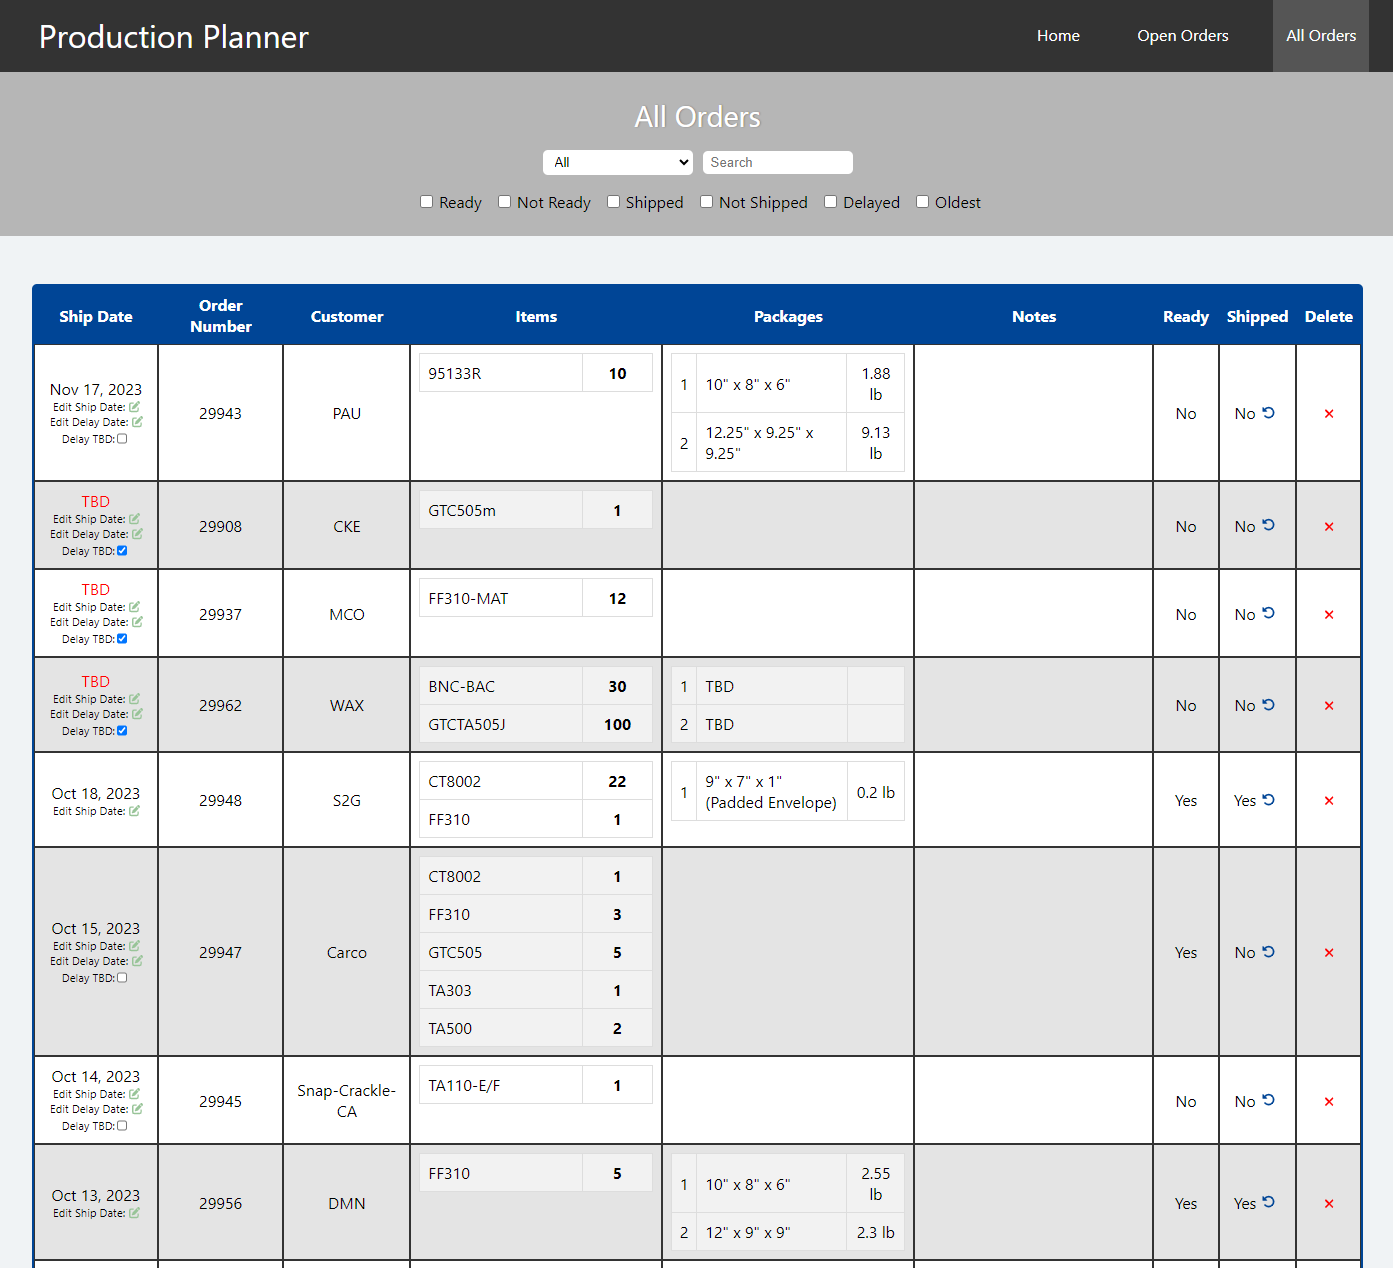 Production Planner
Home
Open Orders
All Orders
All Orders
All
Search
Ready
Not Ready
Shipped
Not Shipped
Delayed
Oldest
Ship Date
Order
Number
Customer
Items
Packages
Notes
Ready
Shipped
Delete
Nov 17, 2023
Edit Ship Date:
Edit Delay Date:
Delay TBD:
29943
PAU
95133R
10
1
10" x 8" x 6"
1.88
lb
2
12.25" x 9.25" x
9.25"
9.13
lb
No
No
TBD
Edit Ship Date:
Edit Delay Date:
Delay TBD:
29908
CKE
GTC505m
1
No
No
TBD
Edit Ship Date:
Edit Delay Date:
Delay TBD:
29937
MCO
FF310-MAT
12
No
No
TBD
Edit Ship Date:
Edit Delay Date:
Delay TBD:
29962
WAX
BNC-BAC
30
GTCTA505J
100
1
TBD
2
TBD
No
No
Oct 18, 2023
Edit Ship Date:
29948
S2G
CT8002
22
FF310
1
1
9" x 7" x 1"
(Padded Envelope)
0.2 lb
Yes
Yes
Oct 15, 2023
Edit Ship Date:
Edit Delay Date:
Delay TBD:
29947
Carco
CT8002
1
FF310
3
GTC505
5
TA303
1
TA500
2
Yes
No
Oct 14, 2023
Edit Ship Date:
Edit Delay Date:
Delay TBD:
29945
Snap-Crackle-
CA
TA110-E/F
1
No
No
Oct 13, 2023
Edit Ship Date:
29956
DMN
FF310
5
1
10" x 8" x 6"
2.55
lb
2
12" x 9" x 9"
2.3 lb
Yes
Yes